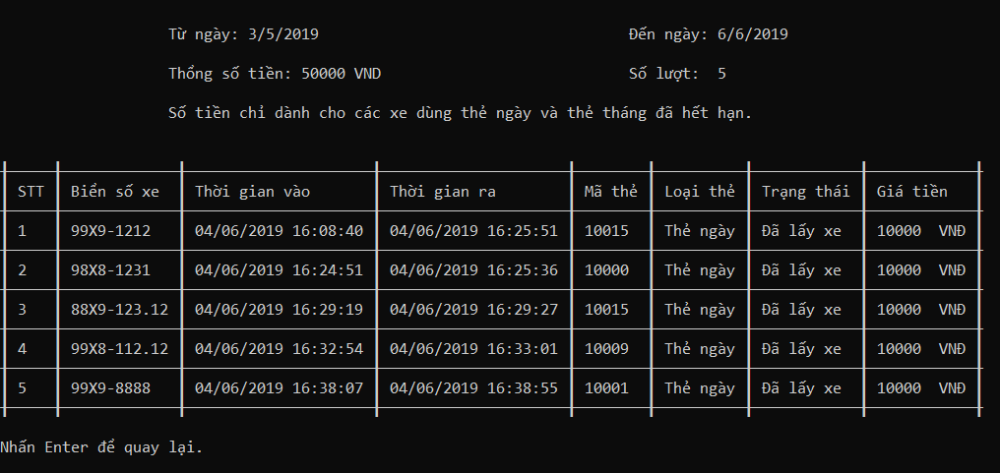 Từ ngày: 3/5/2019 Đến ngày: 6/6/2019
Thổng số tiền: 50000 VND Số lượt: 5
Số tiền chỉ dành cho các xe dùng thẻ ngày và thẻ tháng đã hết hạn.
STT Biển số xe Thời gian vào Thời gian ra Mã thẻ Loại thẻ Trạng thái Giá tiền
1 99X9-1212 04/06/2019 16:08:40 04/06/2019 16:25:51 10015 Thẻ ngày Đã lấy xe 10000 VNĐ
2 98X8-1231 04/06/2019 16:24:51 04/06/2019 16:25:36 10000 Thẻ ngày Đã lấy xe 10000 VNĐ
3 88X9-123.12 04/06/2019 16:29:19 04/06/2019 16:29:27 10015 Thẻ ngày Đã lấy xe 10000 VNĐ
4 99X8-112.12 04/06/2019 16:32:54 04/06/2019 16:33:01 10009 Thẻ ngày Đã lấy xe 10000 VNĐ
5 99X9-8888 04/06/2019 16:38:07 04/06/2019 16:38:55 10001 Thẻ ngày Đã lấy xe 10000 VNĐ
Nhấn Enter để quay lại.